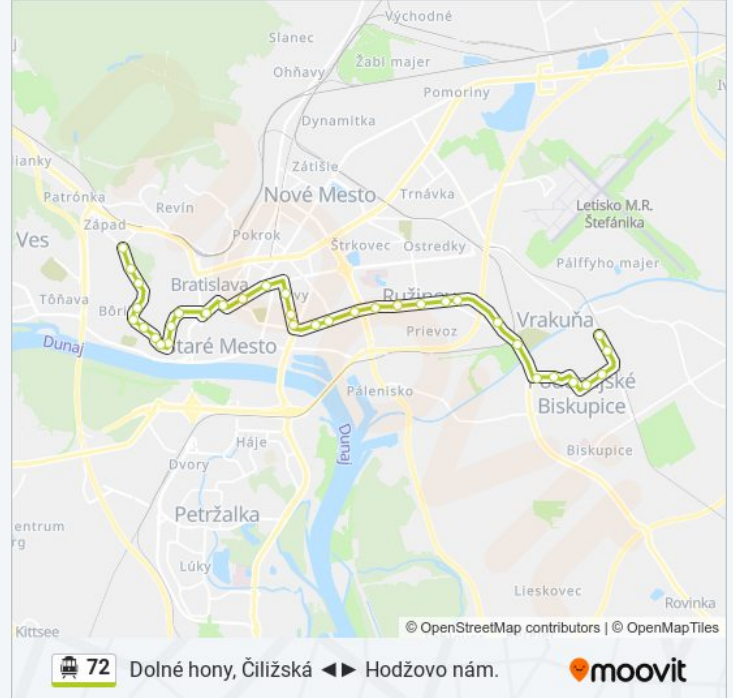 Východné
Slanec
Ohňavy
Žabí majer
Pomoriny
Dynamitka
lianky
Zátišie
Patrónka
Revín
Nové Mesto
Trnávka
Letisko M.R.
Štefánika
Západ
Ves
Pokrok
Štrkovec
Ostredky
Pálffyho majer
Tôňava
Bratislava
Vrakuňa
Dunaj
Staré Mesto
Prievoz
Pálenisko
Biskupice
Háje
Biskupice
Dvory
Dunaj
Petržalka
entrum
Lúky
Lieskovec
Rovinka
Kittsee
© OpenStreetMap contributors | © OpenMapTiles
72 Dolné hony, Čiližská ◄► Hodžovo nám.
moovit